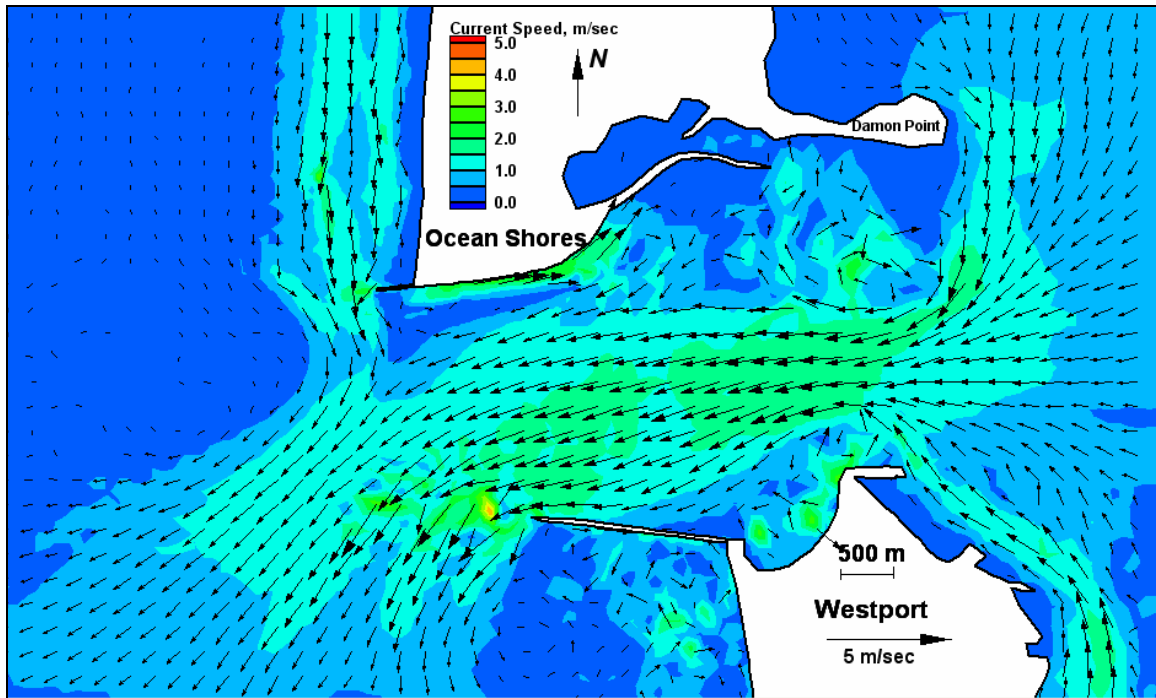 Current Speed, m/sec
5.0
4.0
3.0
2.0
1.0
0.0
N
Damon Point
Ocean Shores
500 m
Westport
5 m/sec